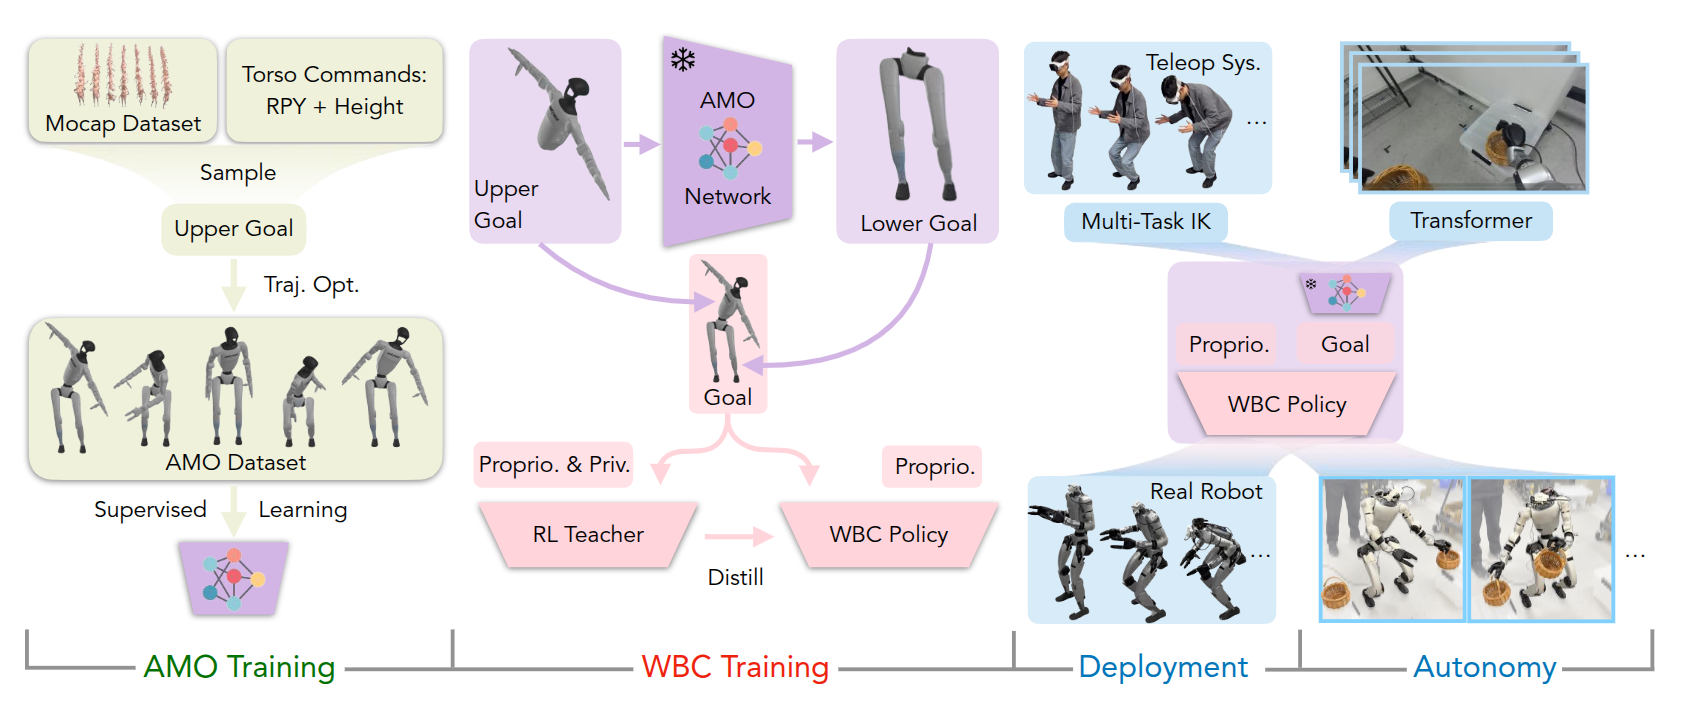 Mocap Dataset
Torso Commands:
RPY + Height
Sample
Upper Goal
Traj. Opt.
AMO Dataset
Supervised Learning
AMO Training
Upper
Goal
AMO
Network
Lower Goal
Goal
Proprio. & Priv.
Proprio.
RL Teacher
WBC Policy
Distill
WBC Training
Teleop Sys.
...
Multi-Task IK
Transformer
Proprio.
Goal
WBC Policy
Real Robot
...
...
Deployment
Autonomy